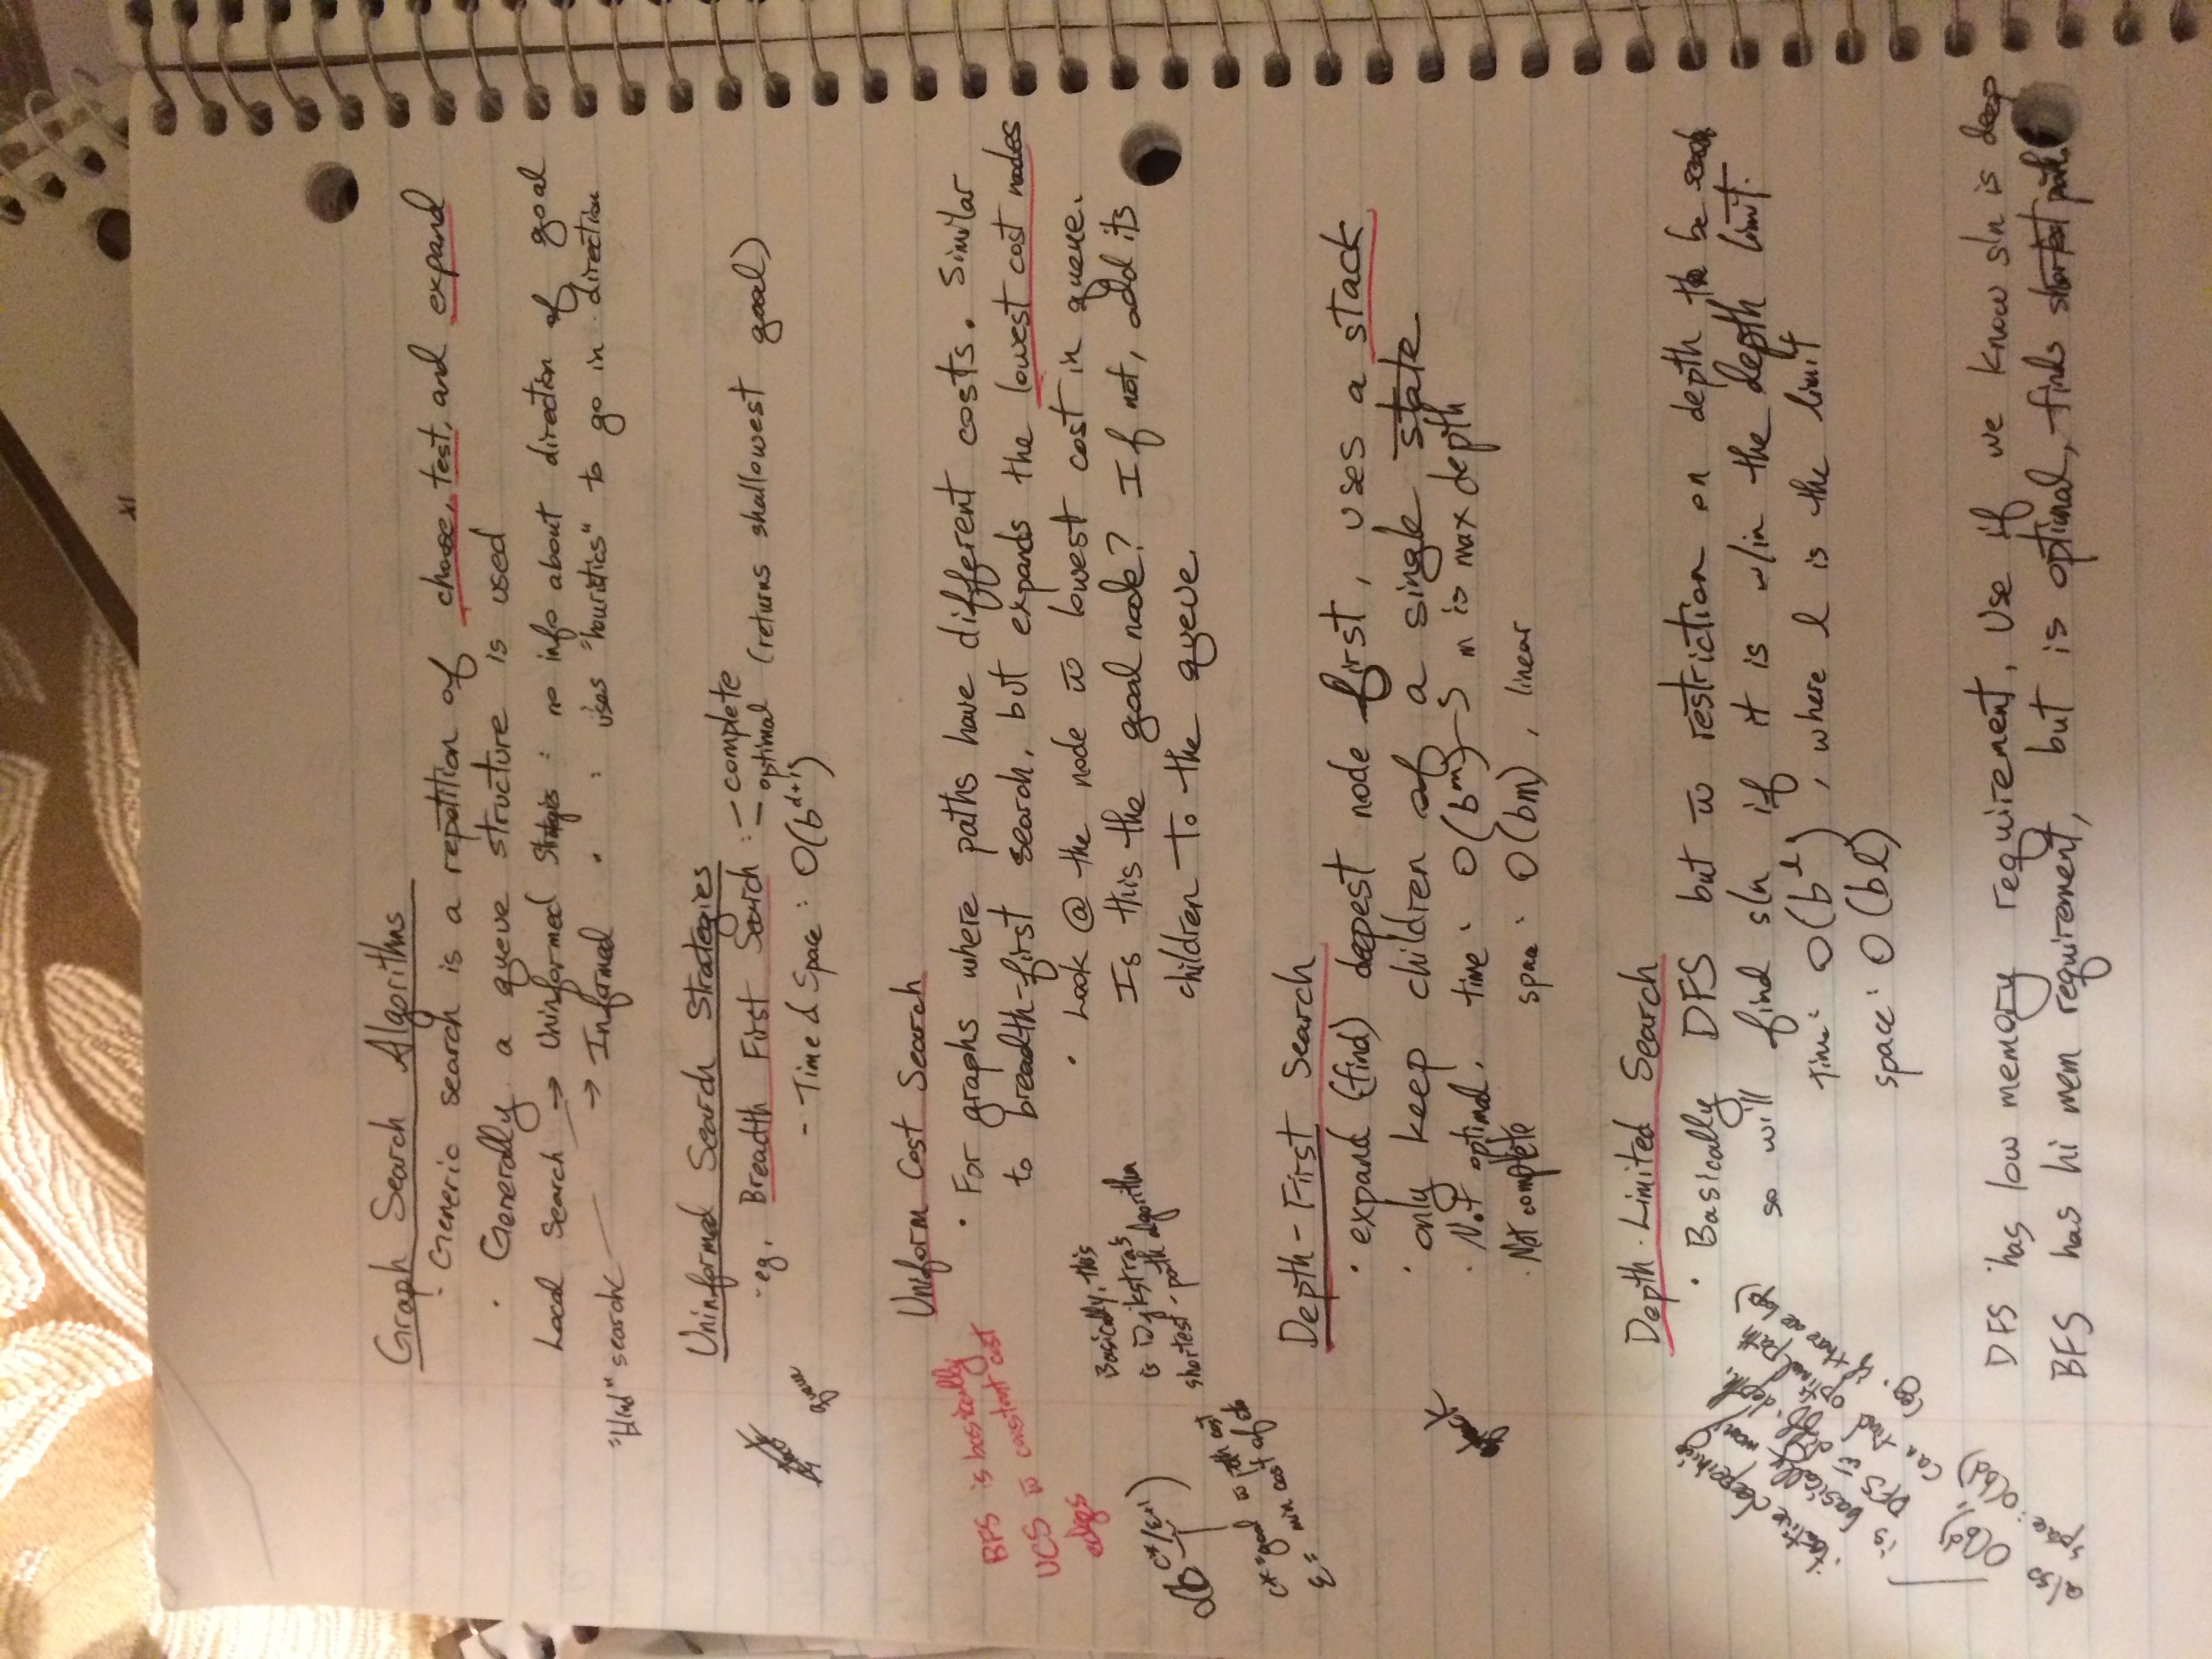 Graph Search Algorithms
· Generic search is a repetition of choose, test, and expand
· Generally a queue structure is used
Local Search → Uninformed Strategies : no info about direction of goal
→ Informed " : uses "heuristics" to go in direction
"blind" search
Uninformed Search Strategies
· eg. Breadth First Search : – complete
– optimal (returns shallowest goal)
- Time & Space : O(b^d+1)
stack
queue
Uniform Cost Search
· For graphs where paths have different costs. Similar
to breadth-first search, but expands the lowest cost nodes
· Look @ the node w̄ lowest cost in queue.
Is this the goal node? If not, add its
children to the queue.
BFS is basically
UCS w̄ constant cost
edges
Basically, this
is Dijkstra's
shortest-path algorithm
O(b^c*/ε+1)
c* = goal w̄ path cost
ε = min cost of
Depth-First Search
· expand (find) deepest node first, uses a stack
· only keep children of a single state
· Not optimal. time : O(b^m) → m is max depth
· Not complete space : O(bm), linear
stack
Depth-Limited Search
· Basically DFS but w̄ restriction on depth to be
so will find sln if it is w/in the depth limit.
time : O(b^l), where l is the limit
space : O(bl)
· iterative deepening
is basically many
DFS w̄ diff. depth.
can find optimal path
(eg. if there are loop)
also O(b^d),
space : O(bd)
DFS has low memory requirement, Use if we know sln is deep
BFS has hi mem requirement, but is optimal, finds shortest path.